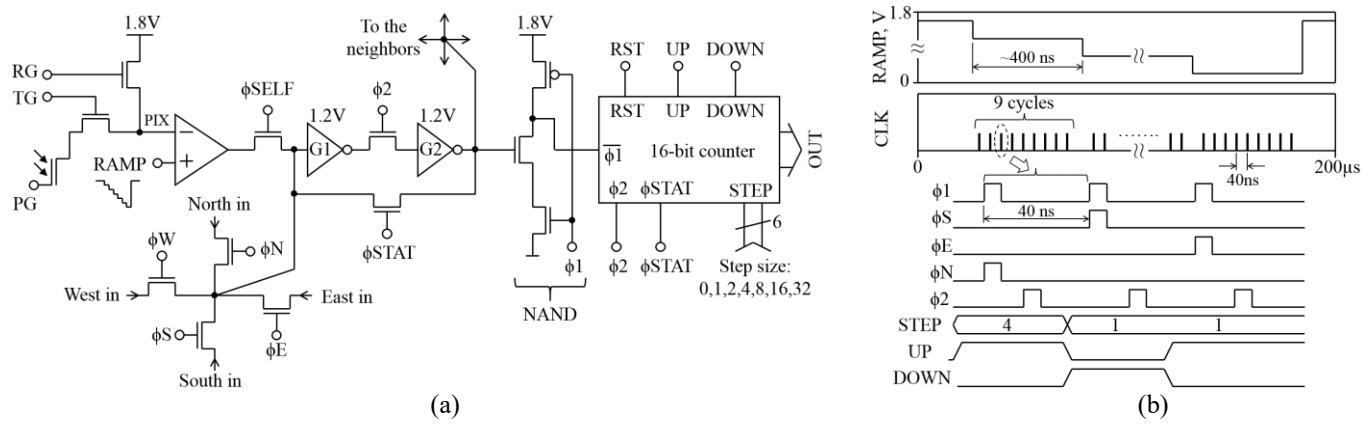 1.8V
To the
neighbors
1.8V
RG
TG
ϕSELF
ϕ2
RST
UP
DOWN
1.2V
1.2V
PIX
−
RST
UP
DOWN
G1
G2
RAMP
+
ϕ1
16-bit counter
OUT
PG
ϕ2
ϕSTAT
STEP
North in
ϕW
ϕN
ϕSTAT
6
West in
East in
ϕ1
ϕ2
ϕSTAT
Step size:
0,1,2,4,8,16,32
ϕS
ϕE
NAND
South in
(a)
1.8
RAMP, V
~400 ns
0
9 cycles
CLK
0
200µs
40ns
ϕ1
40 ns
ϕS
ϕE
ϕN
ϕ2
STEP
4
1
1
UP
DOWN
(b)